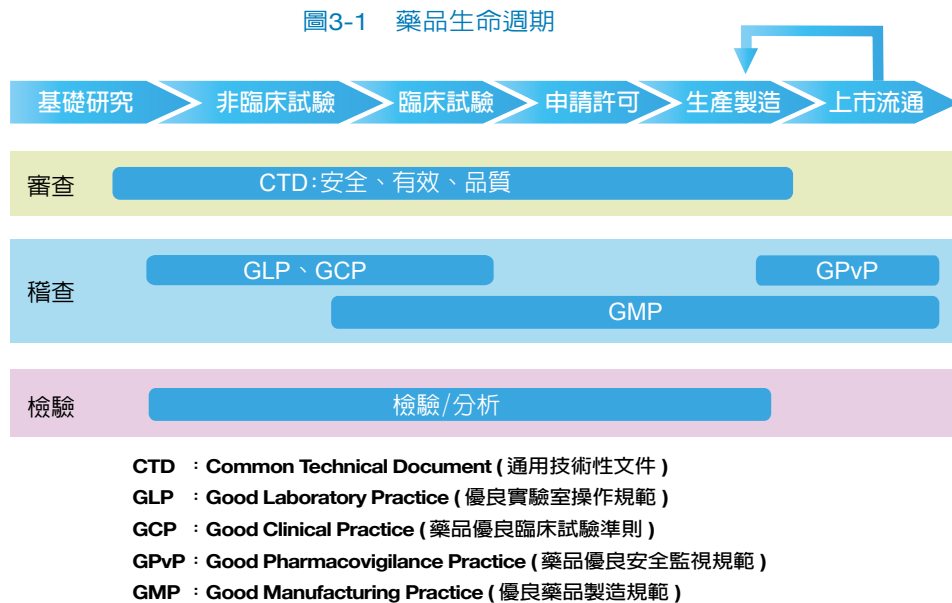 圖3-1 藥品生命週期
基礎研究 非臨床試驗 臨床試驗 申請許可 生產製造 上市流通
審查
CTD:安全、有效、品質
稽查
GLP、GCP
GPvP
GMP
檢驗
檢驗/分析
CTD :Common Technical Document ( 通用技術性文件 )
GLP :Good Laboratory Practice ( 優良實驗室操作規範 )
GCP :Good Clinical Practice ( 藥品優良臨床試驗準則 )
GPvP:Good Pharmacovigilance Practice ( 藥品優良安全監視規範 )
GMP :Good Manufacturing Practice ( 優良藥品製造規範 )